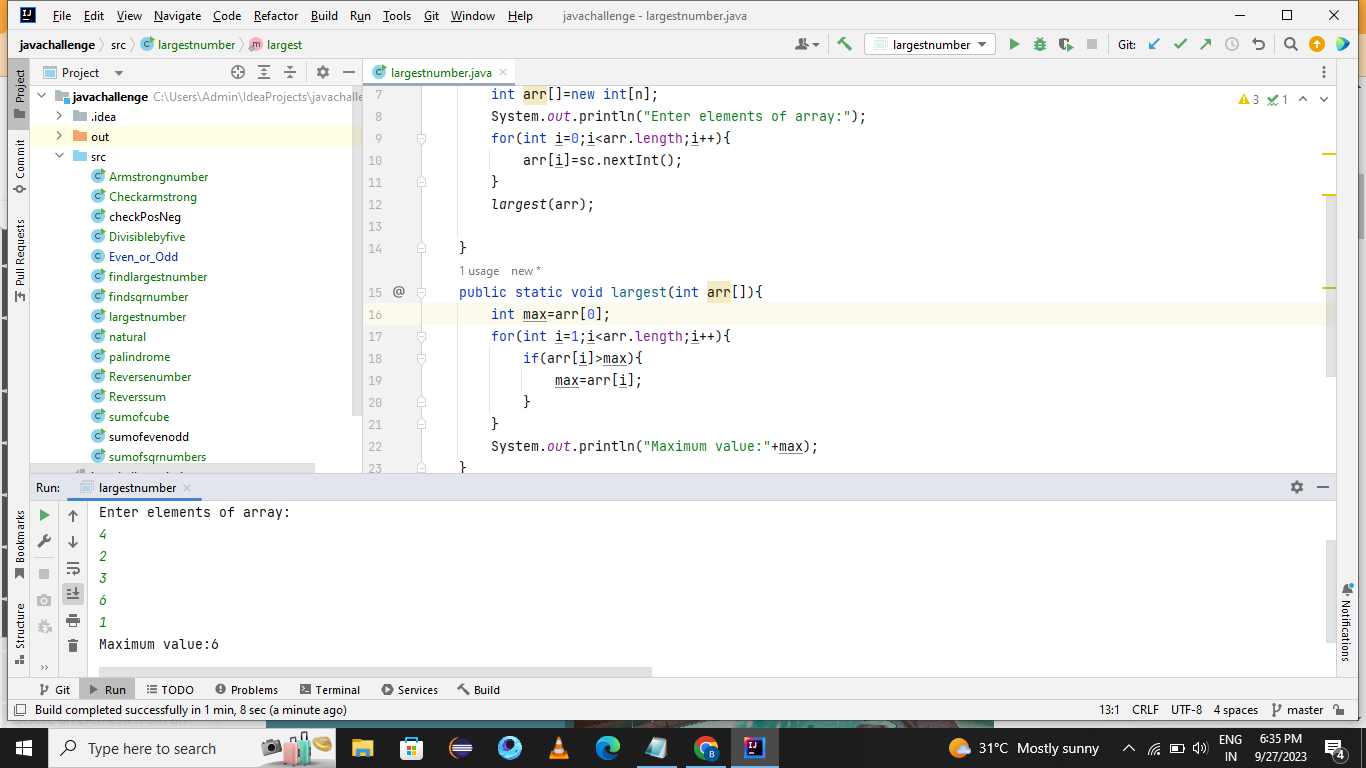 File Edit View Navigate Code Refactor Build Run Tools Git Window Help javachallenge - largestnumber.java
javachallenge src largestnumber largest largestnumber Git:
Project largestnumber.java
Project
Commit
Pull Requests
Bookmarks
Structure
Notifications
javachallenge C:\Users\Admin\IdeaProjects\javachalle
.idea
out
src
Armstrongnumber
Checkarmstrong
checkPosNeg
Divisiblebyfive
Even_or_Odd
findlargestnumber
findsqrnumber
largestnumber
natural
palindrome
Reversenumber
Reverssum
sumofcube
sumofevenodd
sumofsqrnumbers
3 1
7 int arr[]=new int[n];
8 System.out.println("Enter elements of array:");
9 for(int i=0;i<arr.length;i++){
10 arr[i]=sc.nextInt();
11 }
12 largest(arr);
13
14 }
1 usage new *
15 @ public static void largest(int arr[]){
16 int max=arr[0];
17 for(int i=1;i<arr.length;i++){
18 if(arr[i]>max){
19 max=arr[i];
20 }
21 }
22 System.out.println("Maximum value:"+max);
23 }
Run: largestnumber
Enter elements of array:
4
2
3
6
1
Maximum value:6
Git Run TODO Problems Terminal Services Build
Build completed successfully in 1 min, 8 sec (a minute ago) 13:1 CRLF UTF-8 4 spaces master
Type here to search 31°C Mostly sunny ENG 6:35 PM
IN 9/27/2023 4